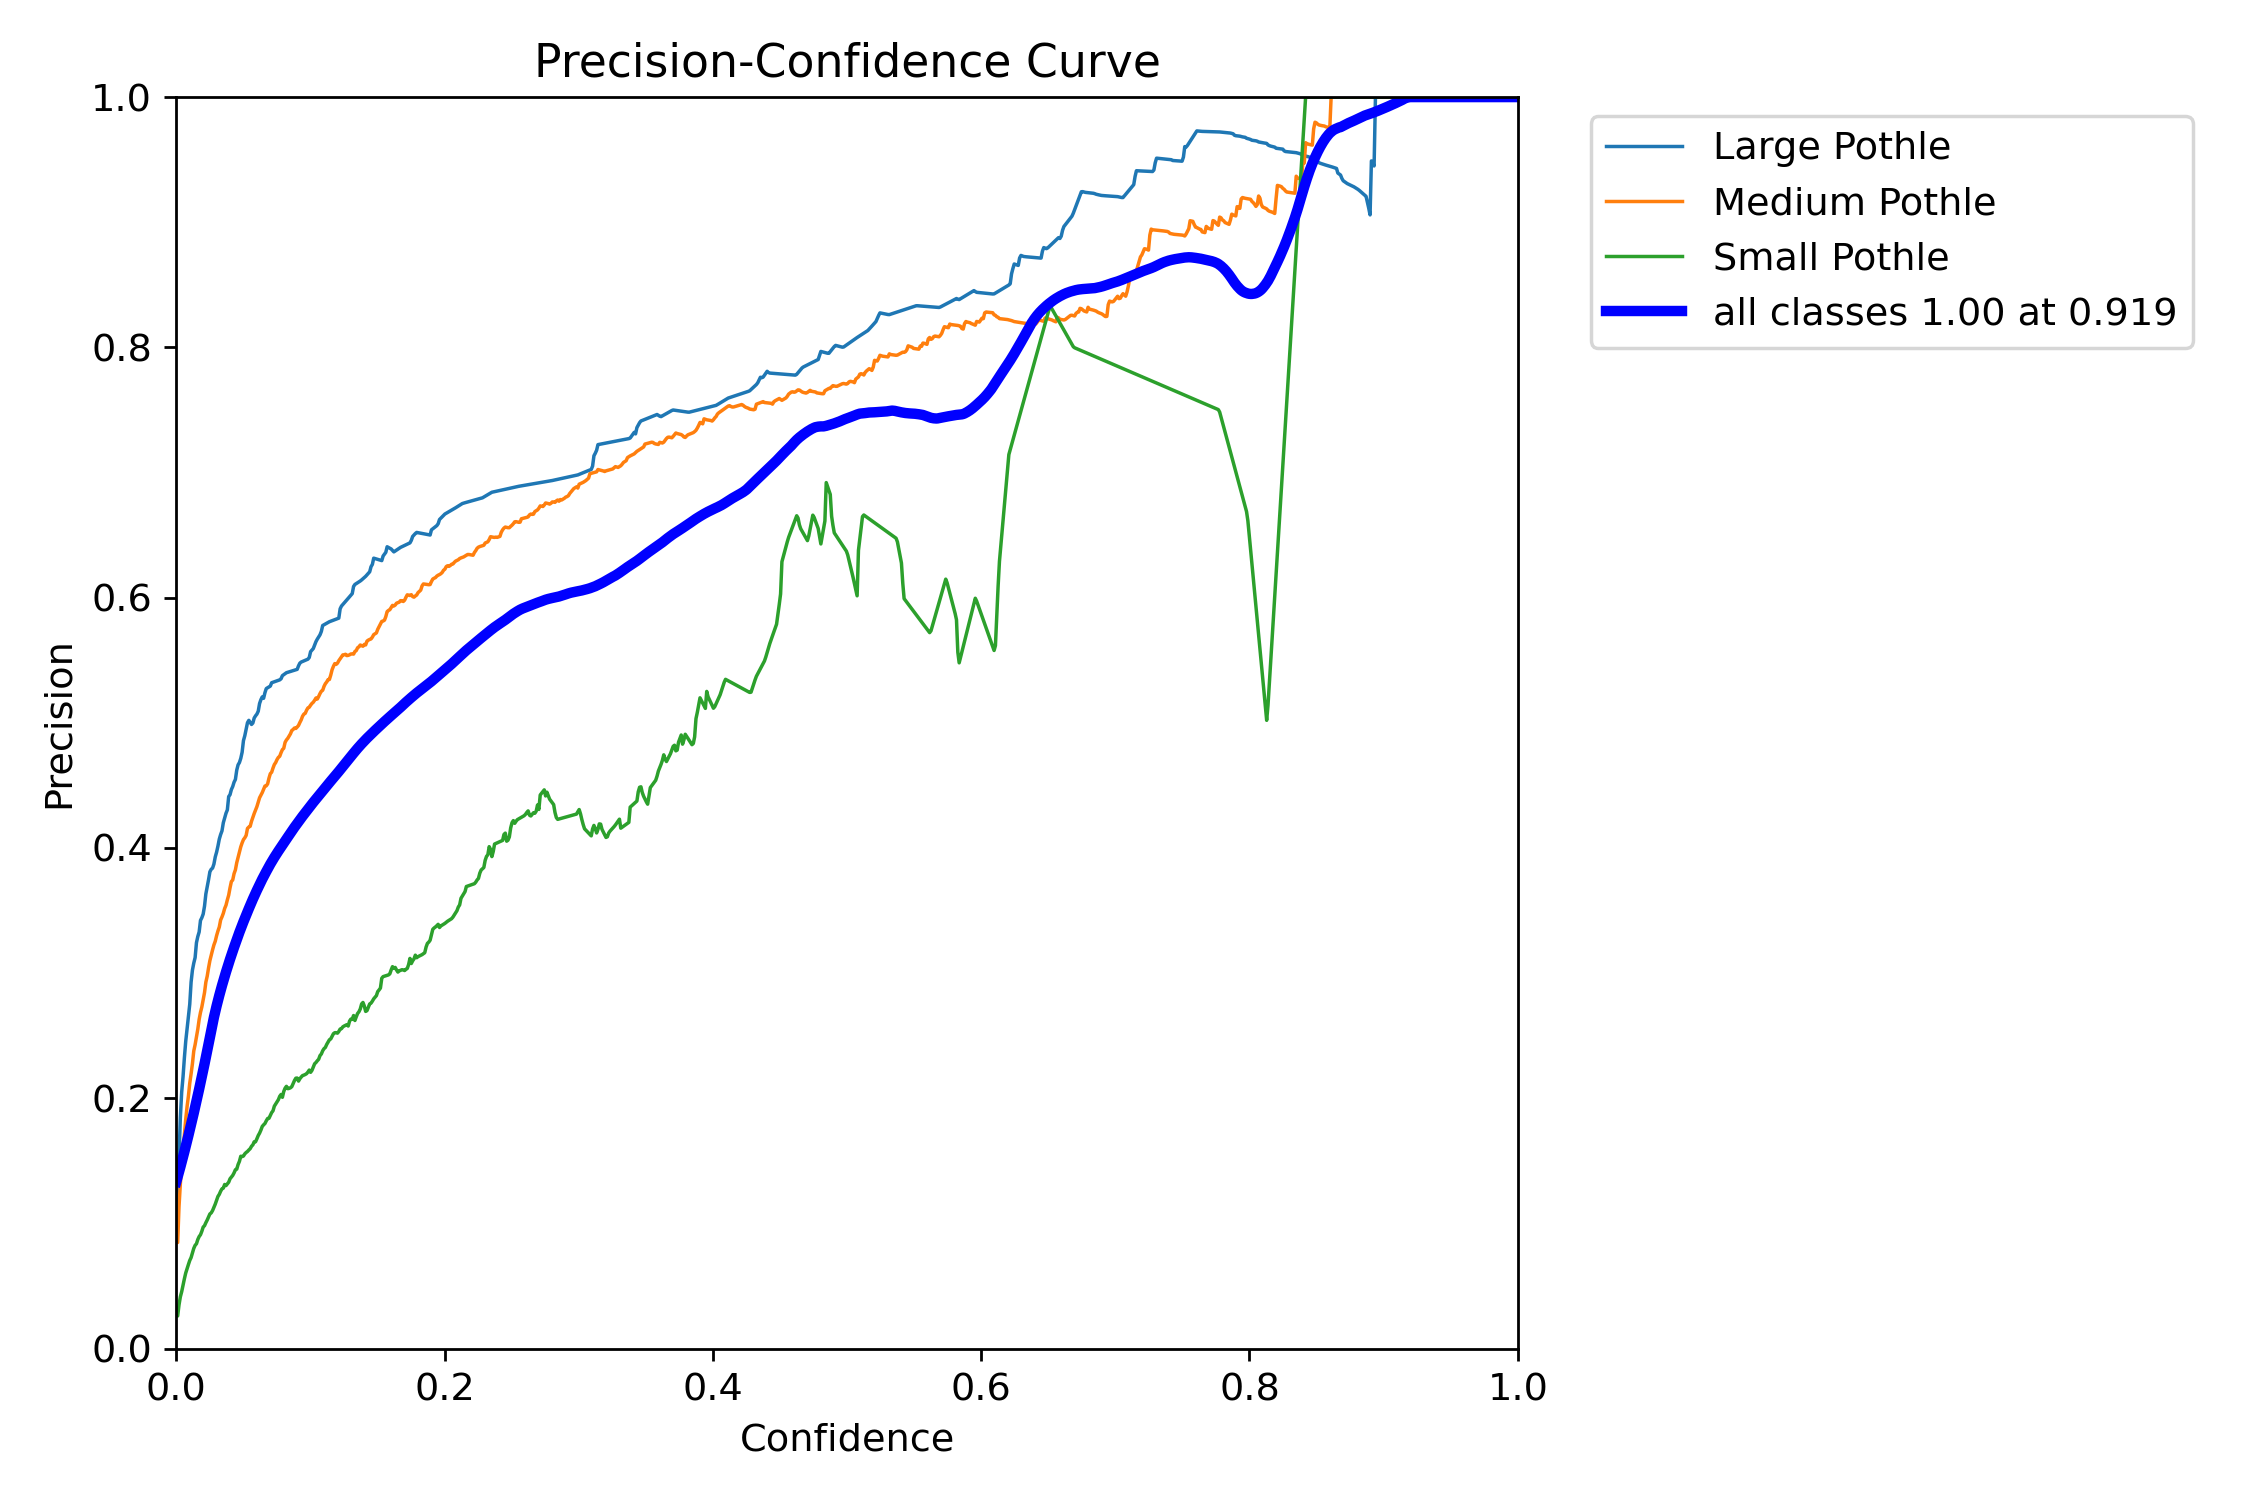 Precision-Confidence Curve
1.0
0.8
0.6
0.4
0.2
0.0
Precision
0.0 0.2 0.4 0.6 0.8 1.0
Confidence
Large Pothle
Medium Pothle
Small Pothle
all classes 1.00 at 0.919